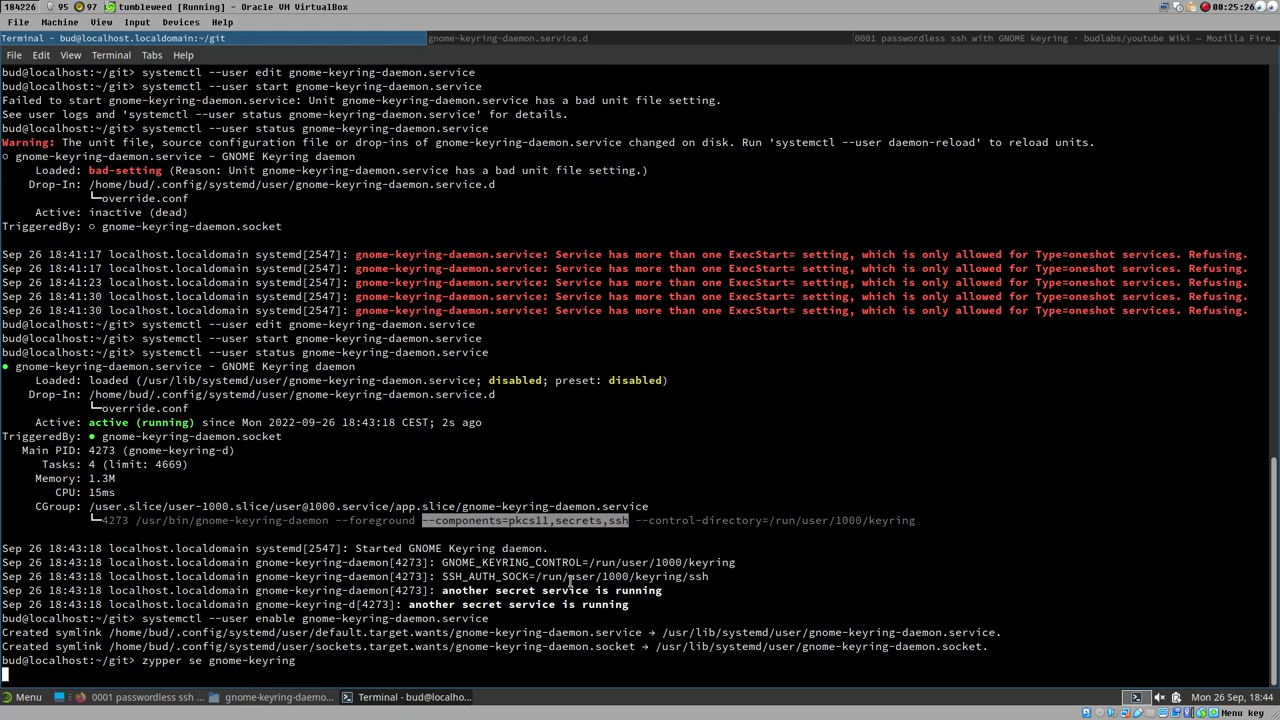 184226 95 97 tumbleweed [Running] - Oracle VM VirtualBox 00:25:26
File Machine View Input Devices Help
Terminal - bud@localhost.localdomain:~/git gnome-keyring-daemon.service.d 0001 passwordless ssh with GNOME keyring · budlabs/youtube Wiki — Mozilla Fire...
File Edit View Terminal Tabs Help
bud@localhost:~/git> systemctl --user edit gnome-keyring-daemon.service
bud@localhost:~/git> systemctl --user start gnome-keyring-daemon.service
Failed to start gnome-keyring-daemon.service: Unit gnome-keyring-daemon.service has a bad unit file setting.
See user logs and 'systemctl --user status gnome-keyring-daemon.service' for details.
bud@localhost:~/git> systemctl --user status gnome-keyring-daemon.service
Warning: The unit file, source configuration file or drop-ins of gnome-keyring-daemon.service changed on disk. Run 'systemctl --user daemon-reload' to reload units.
○ gnome-keyring-daemon.service - GNOME Keyring daemon
Loaded: bad-setting (Reason: Unit gnome-keyring-daemon.service has a bad unit file setting.)
Drop-In: /home/bud/.config/systemd/user/gnome-keyring-daemon.service.d
└─override.conf
Active: inactive (dead)
TriggeredBy: ○ gnome-keyring-daemon.socket
Sep 26 18:41:17 localhost.localdomain systemd[2547]: gnome-keyring-daemon.service: Service has more than one ExecStart= setting, which is only allowed for Type=oneshot services. Refusing.
Sep 26 18:41:17 localhost.localdomain systemd[2547]: gnome-keyring-daemon.service: Service has more than one ExecStart= setting, which is only allowed for Type=oneshot services. Refusing.
Sep 26 18:41:23 localhost.localdomain systemd[2547]: gnome-keyring-daemon.service: Service has more than one ExecStart= setting, which is only allowed for Type=oneshot services. Refusing.
Sep 26 18:41:30 localhost.localdomain systemd[2547]: gnome-keyring-daemon.service: Service has more than one ExecStart= setting, which is only allowed for Type=oneshot services. Refusing.
Sep 26 18:41:30 localhost.localdomain systemd[2547]: gnome-keyring-daemon.service: Service has more than one ExecStart= setting, which is only allowed for Type=oneshot services. Refusing.
bud@localhost:~/git> systemctl --user edit gnome-keyring-daemon.service
bud@localhost:~/git> systemctl --user start gnome-keyring-daemon.service
bud@localhost:~/git> systemctl --user status gnome-keyring-daemon.service
● gnome-keyring-daemon.service - GNOME Keyring daemon
Loaded: loaded (/usr/lib/systemd/user/gnome-keyring-daemon.service; disabled; preset: disabled)
Drop-In: /home/bud/.config/systemd/user/gnome-keyring-daemon.service.d
└─override.conf
Active: active (running) since Mon 2022-09-26 18:43:18 CEST; 2s ago
TriggeredBy: ● gnome-keyring-daemon.socket
Main PID: 4273 (gnome-keyring-d)
Tasks: 4 (limit: 4669)
Memory: 1.3M
CPU: 15ms
CGroup: /user.slice/user-1000.slice/user@1000.service/app.slice/gnome-keyring-daemon.service
└─4273 /usr/bin/gnome-keyring-daemon --foreground --components=pkcs11,secrets,ssh --control-directory=/run/user/1000/keyring
Sep 26 18:43:18 localhost.localdomain systemd[2547]: Started GNOME Keyring daemon.
Sep 26 18:43:18 localhost.localdomain gnome-keyring-daemon[4273]: GNOME_KEYRING_CONTROL=/run/user/1000/keyring
Sep 26 18:43:18 localhost.localdomain gnome-keyring-daemon[4273]: SSH_AUTH_SOCK=/run/user/1000/keyring/ssh
Sep 26 18:43:18 localhost.localdomain gnome-keyring-daemon[4273]: another secret service is running
Sep 26 18:43:18 localhost.localdomain gnome-keyring-d[4273]: another secret service is running
bud@localhost:~/git> systemctl --user enable gnome-keyring-daemon.service
Created symlink /home/bud/.config/systemd/user/default.target.wants/gnome-keyring-daemon.service → /usr/lib/systemd/user/gnome-keyring-daemon.service.
Created symlink /home/bud/.config/systemd/user/sockets.target.wants/gnome-keyring-daemon.socket → /usr/lib/systemd/user/gnome-keyring-daemon.socket.
bud@localhost:~/git> zypper se gnome-keyring
Menu 0001 passwordless ssh ... gnome-keyring-daemo... Terminal - bud@localho... Mon 26 Sep, 18:44
Menu key